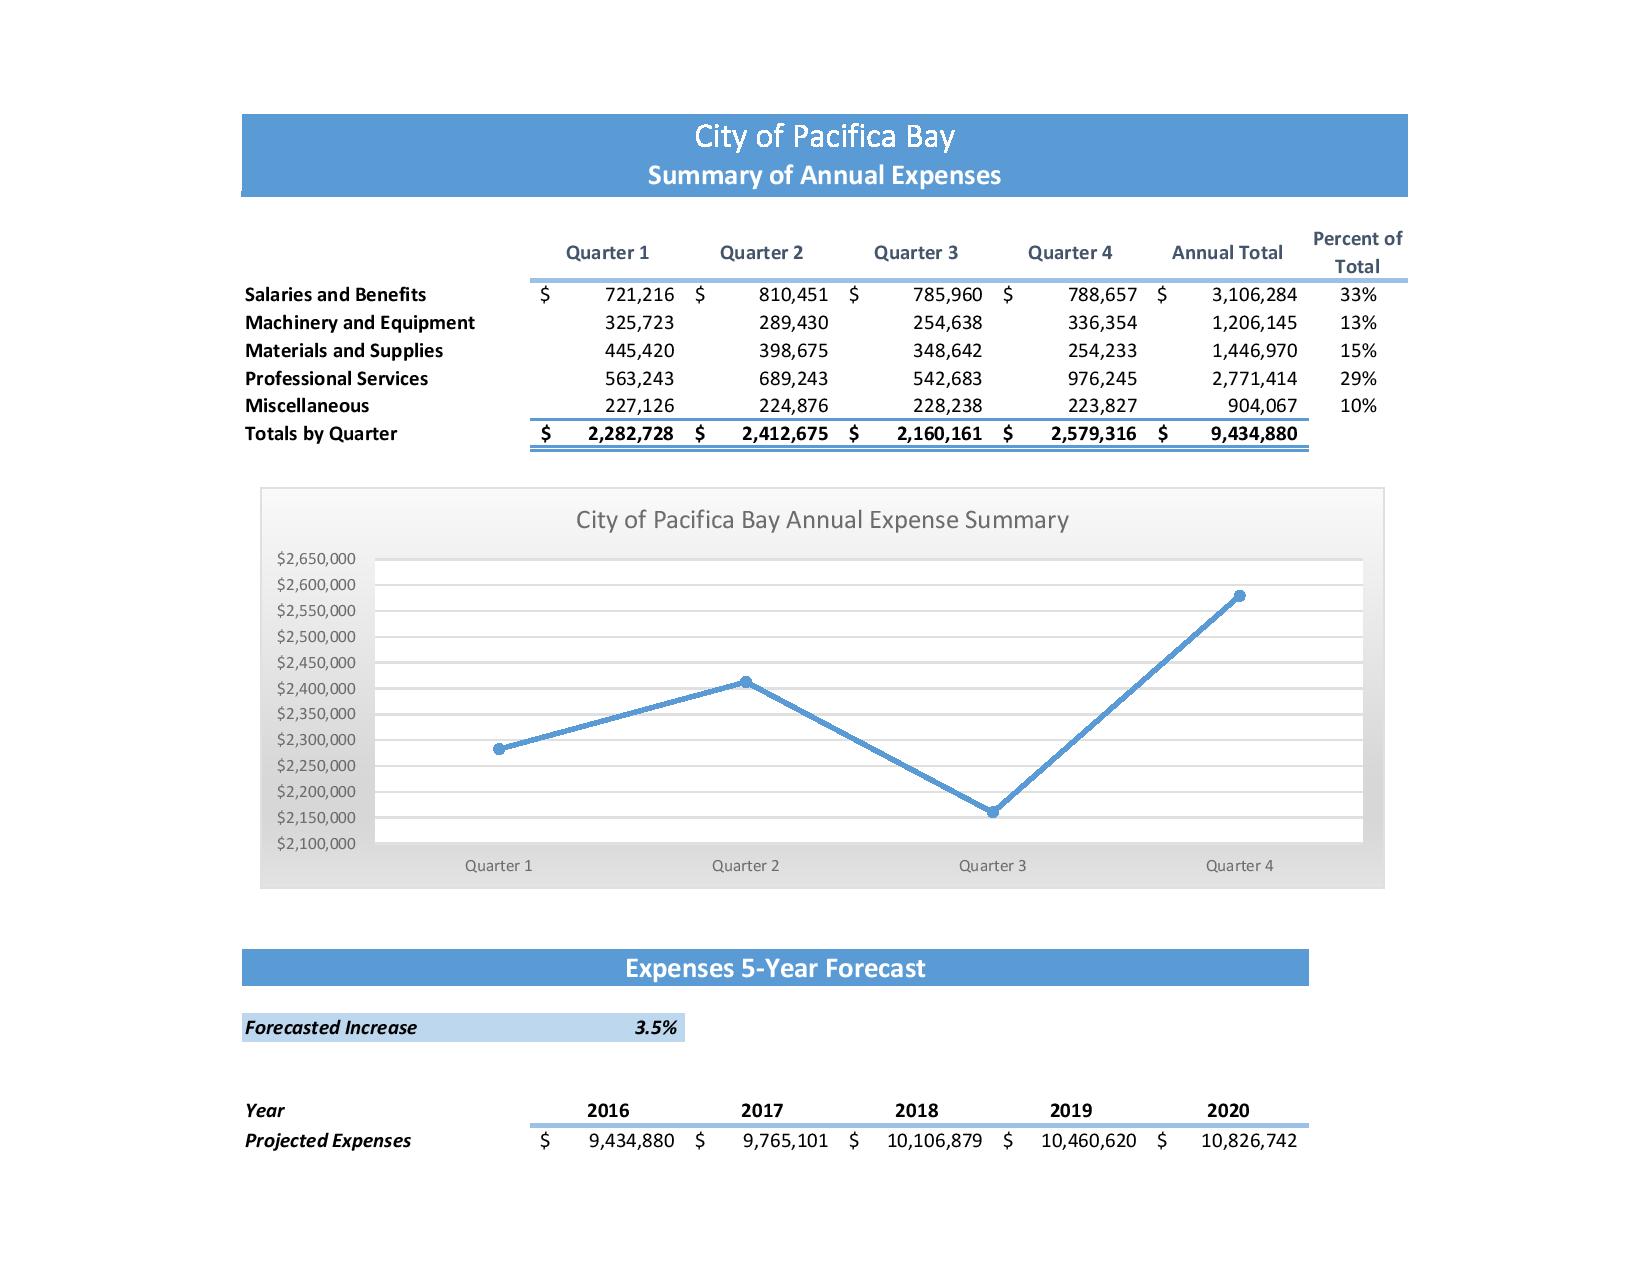 City of Pacifica Bay
Summary of Annual Expenses
Quarter 1 Quarter 2 Quarter 3 Quarter 4 Annual Total Percent of Total
Salaries and Benefits $ 721,216 $ 810,451 $ 785,960 $ 788,657 $ 3,106,284 33%
Machinery and Equipment 325,723 289,430 254,638 336,354 1,206,145 13%
Materials and Supplies 445,420 398,675 348,642 254,233 1,446,970 15%
Professional Services 563,243 689,243 542,683 976,245 2,771,414 29%
Miscellaneous 227,126 224,876 228,238 223,827 904,067 10%
Totals by Quarter $ 2,282,728 $ 2,412,675 $ 2,160,161 $ 2,579,316 $ 9,434,880
City of Pacifica Bay Annual Expense Summary
$2,650,000
$2,600,000
$2,550,000
$2,500,000
$2,450,000
$2,400,000
$2,350,000
$2,300,000
$2,250,000
$2,200,000
$2,150,000
$2,100,000
Quarter 1 Quarter 2 Quarter 3 Quarter 4
Expenses 5-Year Forecast
Forecasted Increase 3.5%
Year 2016 2017 2018 2019 2020
Projected Expenses $ 9,434,880 $ 9,765,101 $ 10,106,879 $ 10,460,620 $ 10,826,742